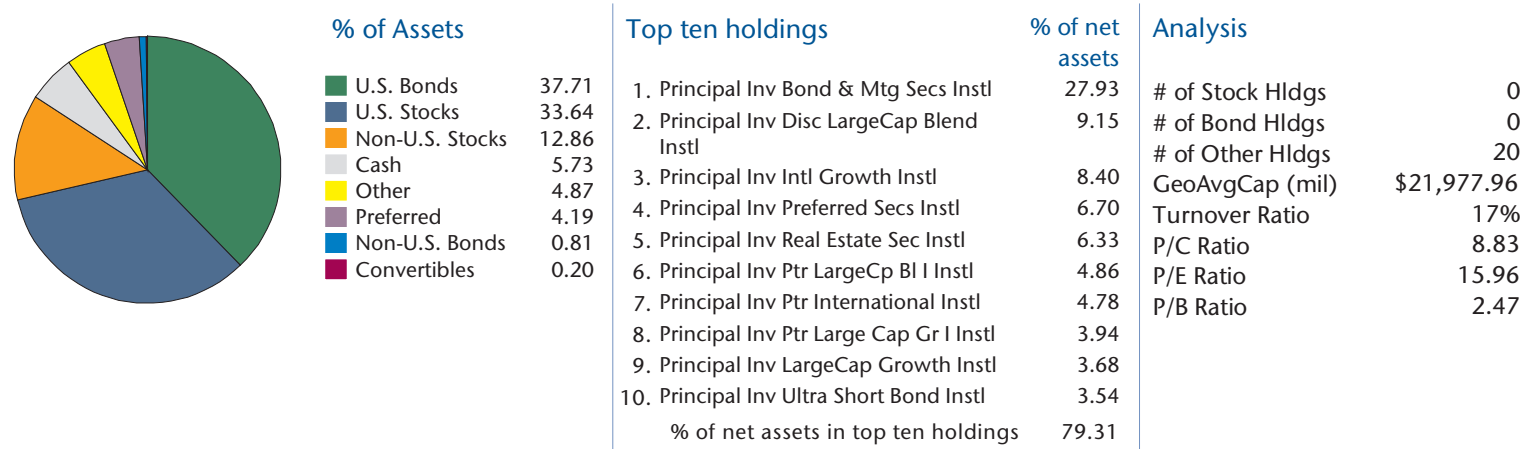 % of Assets
U.S. Bonds 37.71
U.S. Stocks 33.64
Non-U.S. Stocks 12.86
Cash 5.73
Other 4.87
Preferred 4.19
Non-U.S. Bonds 0.81
Convertibles 0.20
Top ten holdings % of net
assets
1. Principal Inv Bond & Mtg Secs Instl 27.93
2. Principal Inv Disc LargeCap Blend 9.15
Instl
3. Principal Inv Intl Growth Instl 8.40
4. Principal Inv Preferred Secs Instl 6.70
5. Principal Inv Real Estate Sec Instl 6.33
6. Principal Inv Ptr LargeCp Bl I Instl 4.86
7. Principal Inv Ptr International Instl 4.78
8. Principal Inv Ptr Large Cap Gr I Instl 3.94
9. Principal Inv LargeCap Growth Instl 3.68
10. Principal Inv Ultra Short Bond Instl 3.54
% of net assets in top ten holdings 79.31
Analysis
# of Stock Hldgs 0
# of Bond Hldgs 0
# of Other Hldgs 20
GeoAvgCap (mil) $21,977.96
Turnover Ratio 17%
P/C Ratio 8.83
P/E Ratio 15.96
P/B Ratio 2.47